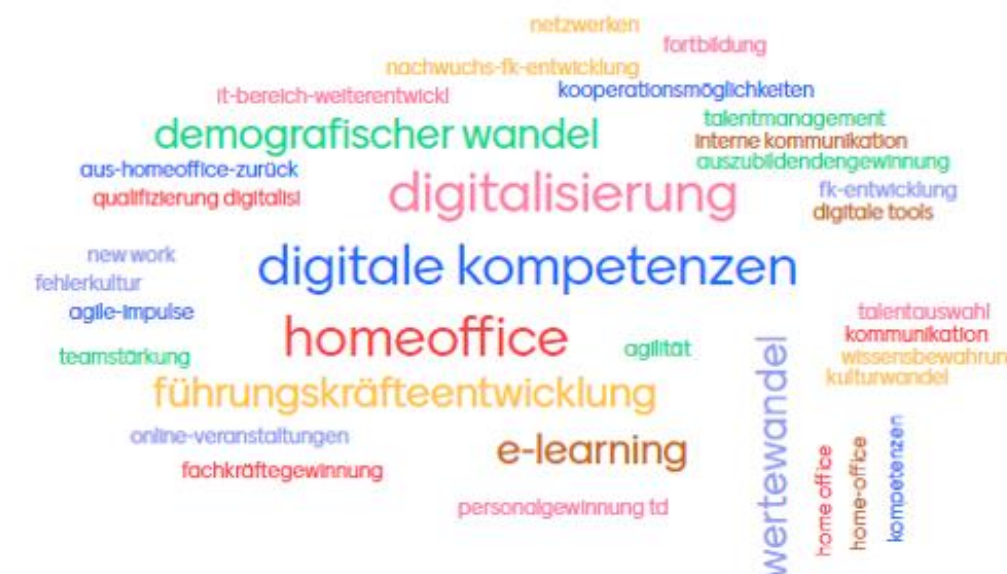 netzwerken
fortbildung
nachwuchs-fk-entwicklung
kooperationsmöglichkeiten
it-bereich-weiterentwickl
talentmanagement
demografischer wandel
interne kommunikation
auszubildendengewinnung
aus-homeoffice-zurück
digitalisierung
fk-entwicklung
qualifizierung digitalisi
digitale tools
new work
digitale kompetenzen
fehlerkultur
agile-impulse
talentauswahl
homeoffice
kommunikation
agilität
teamstärkung
wissensbewahrun
kulturwandel
führungskräfteentwicklung
wertewandel
online-veranstaltungen
e-learning
fachkräftegewinnung
home office
home-office
kompetenzen
personalgewinnung td